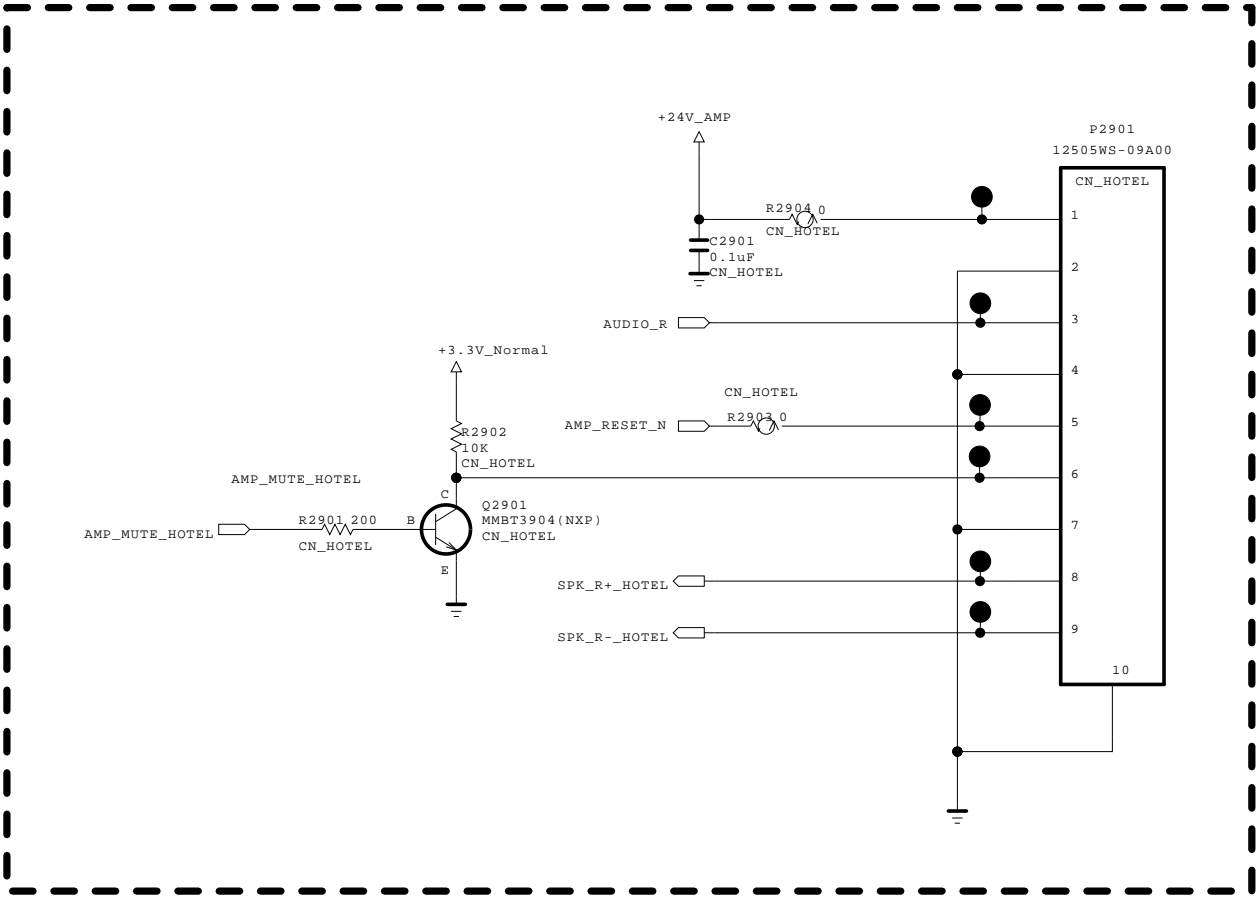 +24V_AMP
P2901
12505WS-09A00
CN_HOTEL
R2904 0
CN_HOTEL
1
C2901
0.1uF
CN_HOTEL
2
AUDIO_R
3
+3.3V_Normal
4
CN_HOTEL
R2903 0
AMP_RESET_N
5
R2902
10K
CN_HOTEL
6
AMP_MUTE_HOTEL
C
Q2901
MMBT3904(NXP)
CN_HOTEL
R2901 200
B
CN_HOTEL
AMP_MUTE_HOTEL
7
E
SPK_R+_HOTEL
8
SPK_R-_HOTEL
9
10